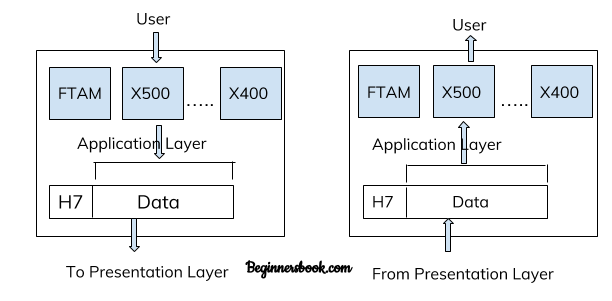 User
FTAM X500 ..... X400
Application Layer
H7 Data
To Presentation Layer
User
FTAM X500 ..... X400
Application Layer
H7 Data
From Presentation Layer
Beginnersbook.com